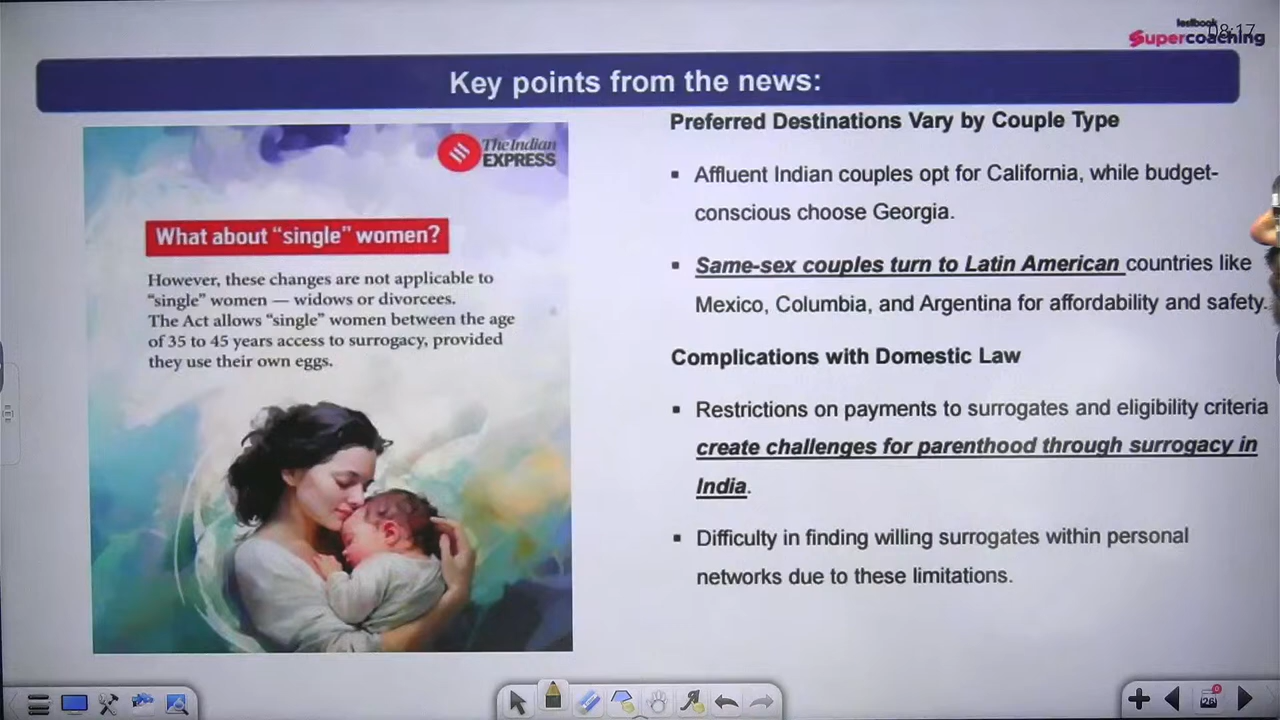 testbook
Supercoaching
08:17
Key points from the news:
The Indian
EXPRESS
What about “single” women?
However, these changes are not applicable to
“single” women — widows or divorcees.
The Act allows “single” women between the age
of 35 to 45 years access to surrogacy, provided
they use their own eggs.
Preferred Destinations Vary by Couple Type
▪ Affluent Indian couples opt for California, while budget-
conscious choose Georgia.
▪ Same-sex couples turn to Latin American countries like
Mexico, Columbia, and Argentina for affordability and safety.
Complications with Domestic Law
▪ Restrictions on payments to surrogates and eligibility criteria
create challenges for parenthood through surrogacy in
India.
▪ Difficulty in finding willing surrogates within personal
networks due to these limitations.